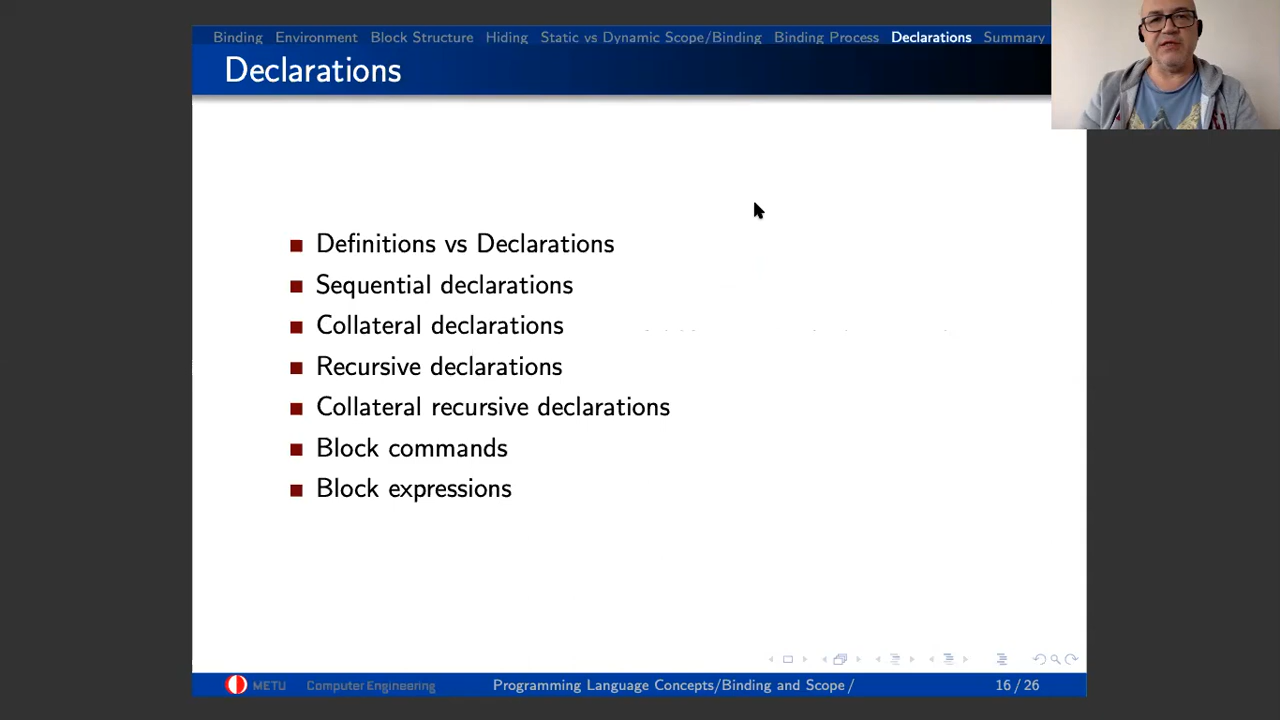 Binding Environment Block Structure Hiding Static vs Dynamic Scope/Binding Binding Process Declarations Summary
Declarations
Definitions vs Declarations
Sequential declarations
Collateral declarations
Recursive declarations
Collateral recursive declarations
Block commands
Block expressions
METU Computer Engineering Programming Language Concepts/Binding and Scope / 16 / 26